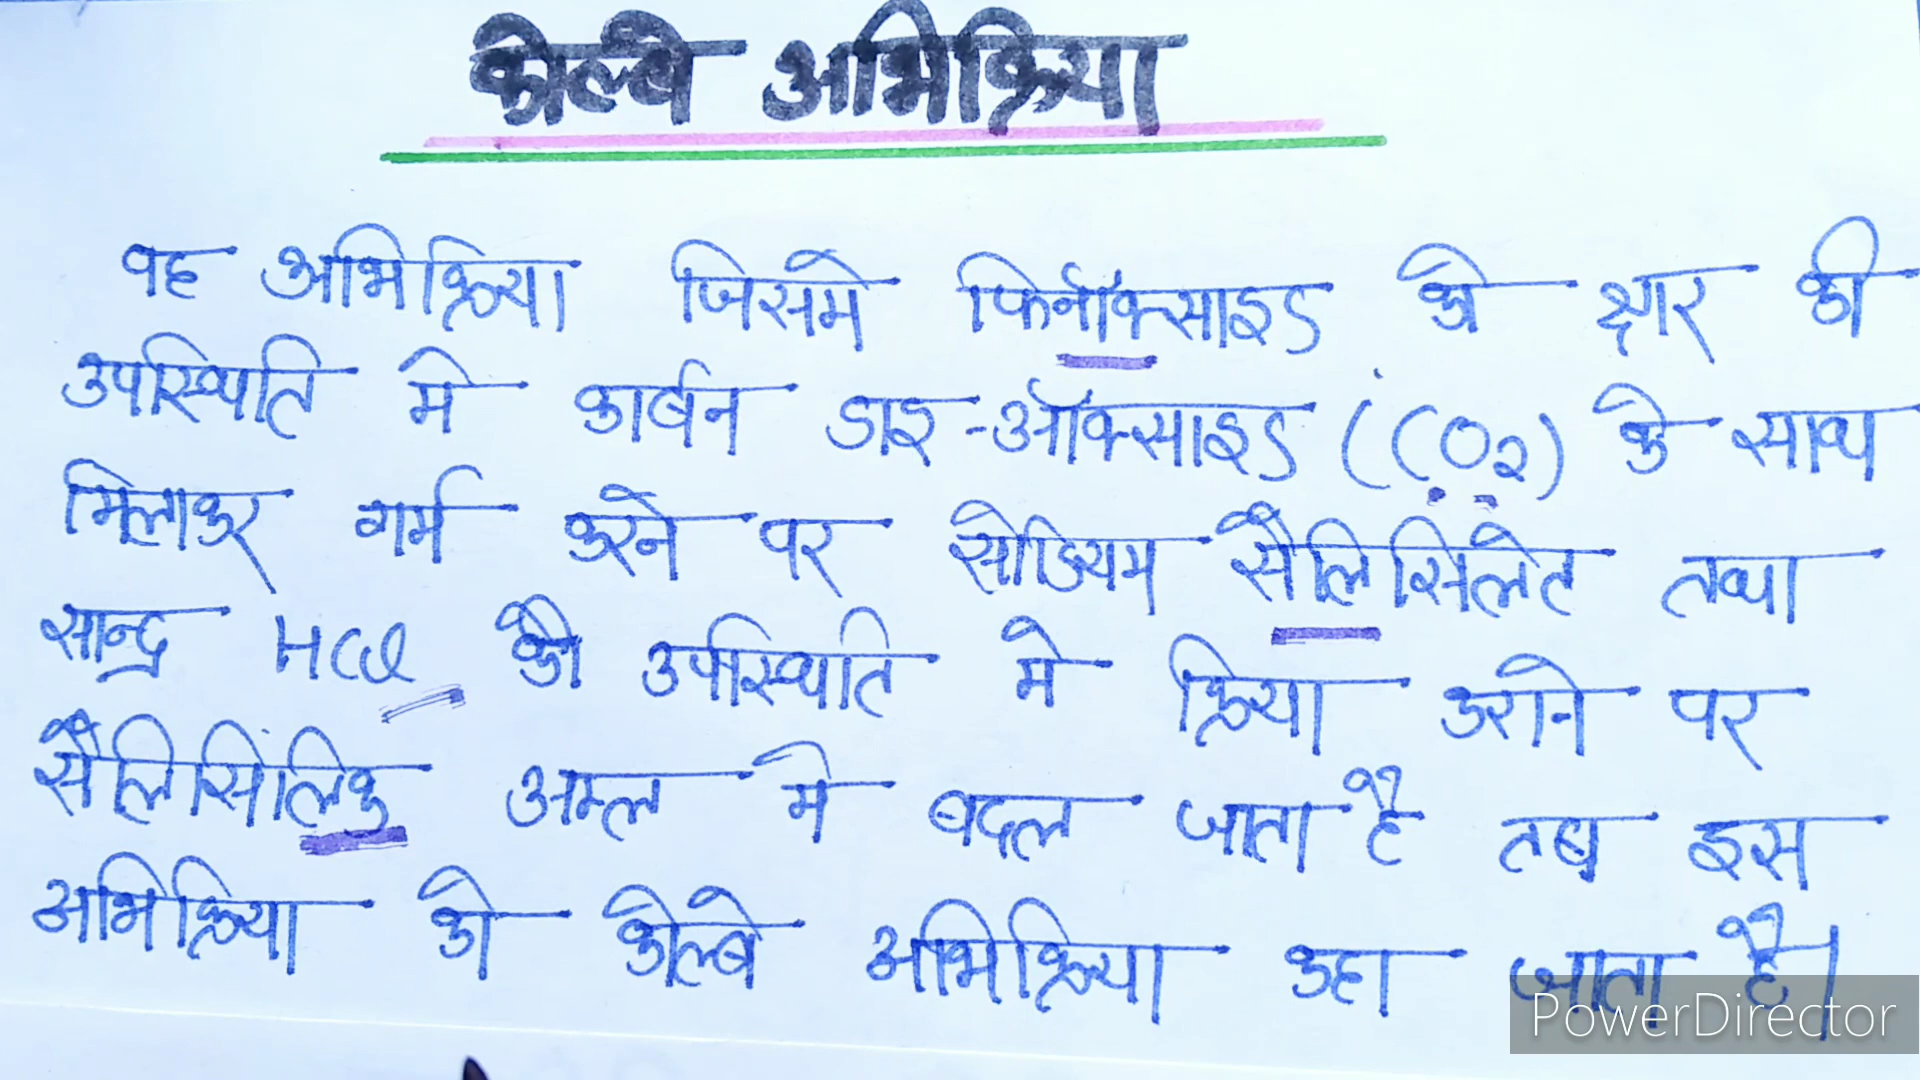 कोल्बे अभिक्रिया
वह अभिक्रिया जिसमे फिनॉक्साइड को क्षार की
उपस्थिति मे कार्बन डाइ-ऑक्साइड (CO₂) के साथ
मिलाकर गर्म करने पर सोडियम सैलिसिलेट तथा
सान्द्र HCl की उपस्थिति मे क्रिया कराने पर
सैलिसिलिक अम्ल मे बदल जाता है तब इस
अभिक्रिया को कोल्बे अभिक्रिया कहा जाता है।
PowerDirector